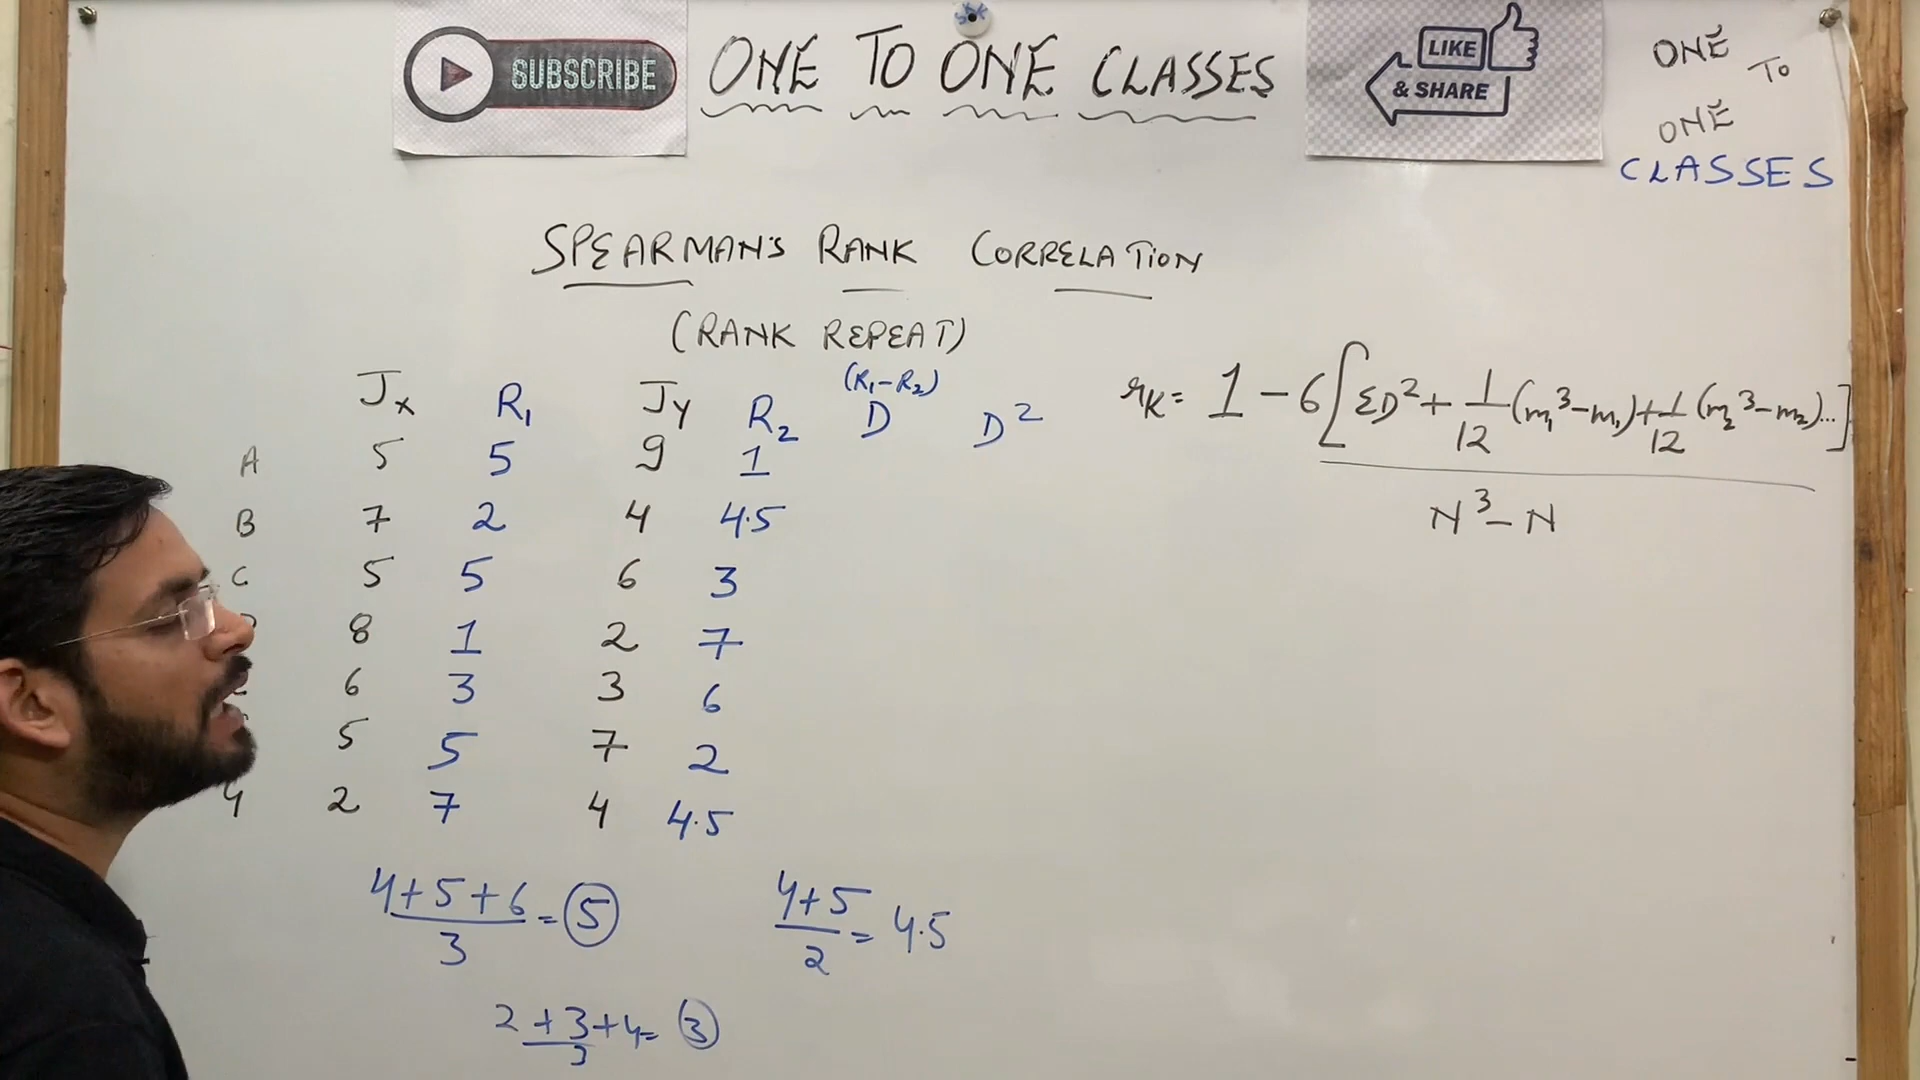 SUBSCRIBE
ONE TO ONE CLASSES
LIKE
& SHARE
ONE TO
ONE
CLASSES
SPEARMAN'S RANK CORRELATION
(RANK REPEAT)
Jx R₁ Jy R₂ (R₁-R₂) D D²
A 5 5 9 1
B 7 2 4 4.5
C 5 5 6 3
8 1 2 7
6 3 3 6
5 5 7 2
2 7 4 4.5
rK = 1 - 6[ΣD² + 1/12 (m₁³-m₁) + 1/12 (m₂³-m₂)...]
N³-N
4+5+6/3 = 5
4+5/2 = 4.5
2+3+4/3 = 3